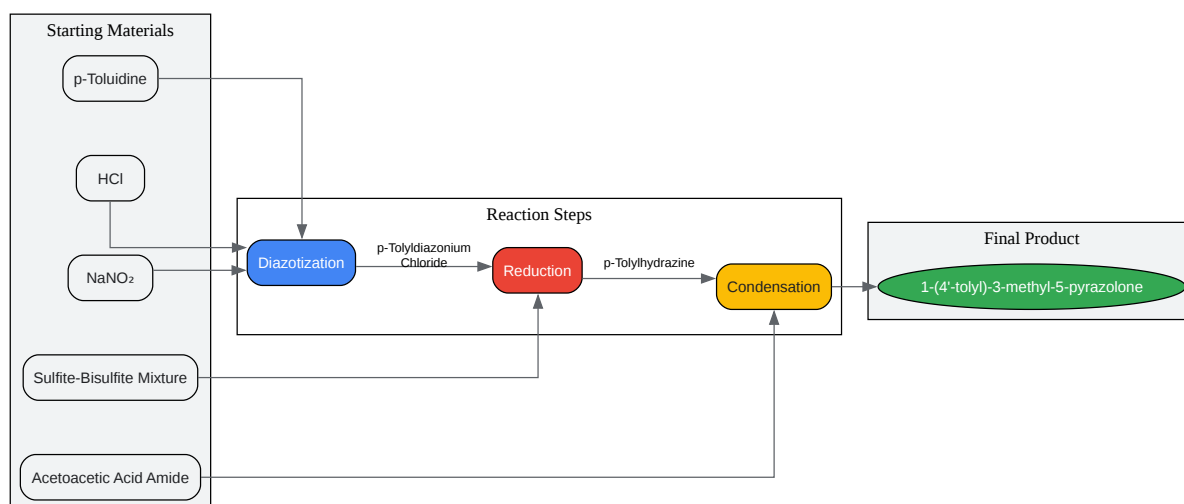 Starting Materials
p-Toluidine
HCl
NaNO₂
Sulfite-Bisulfite Mixture
Acetoacetic Acid Amide
Reaction Steps
Diazotization
p-Tolyldiazonium
Chloride
Reduction
p-Tolylhydrazine
Condensation
Final Product
1-(4'-tolyl)-3-methyl-5-pyrazolone